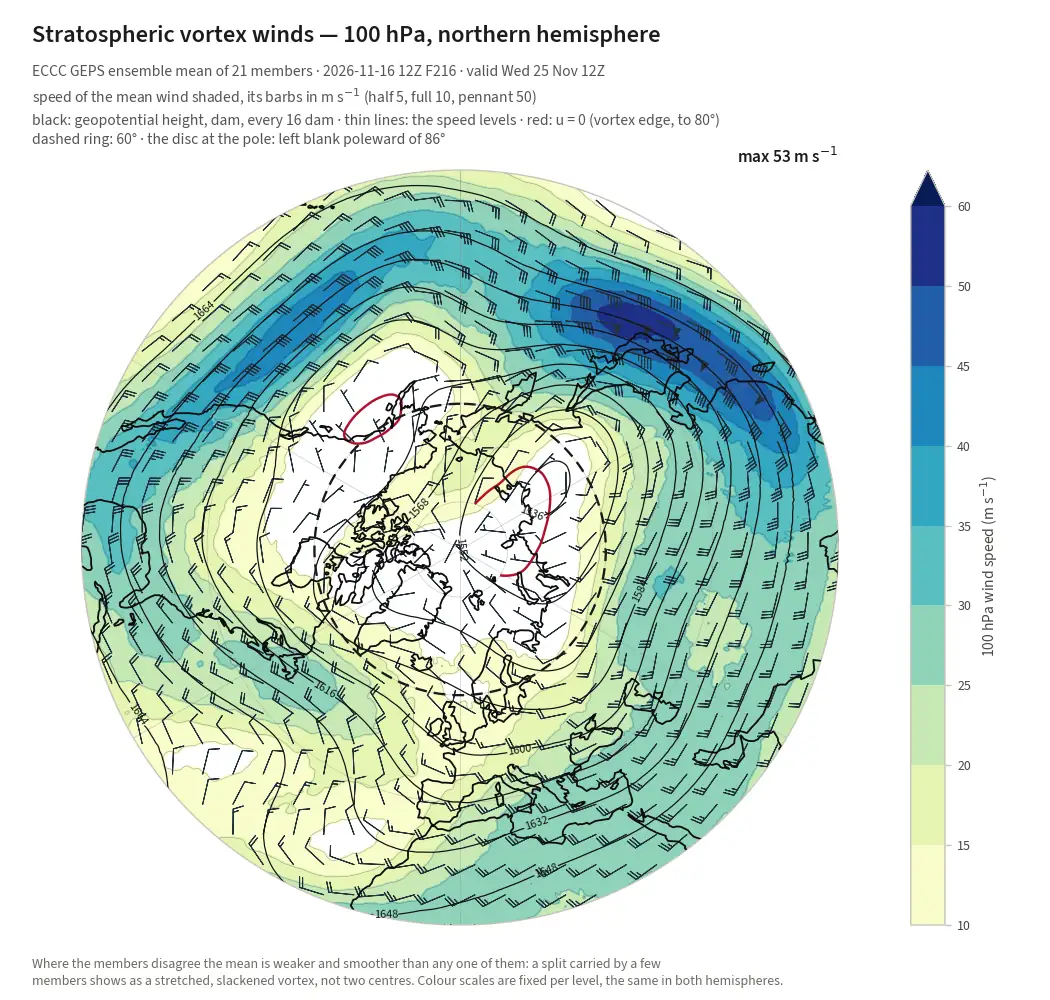 Stratospheric vortex winds — 100 hPa, northern hemisphere
ECCC GEPS ensemble mean of 21 members · 2026-11-16 12Z F216 · valid Wed 25 Nov 12Z
speed of the mean wind shaded, its barbs in m s⁻¹ (half 5, full 10, pennant 50)
black: geopotential height, dam, every 16 dam · thin lines: the speed levels · red: u = 0 (vortex edge, to 80°)
dashed ring: 60° · the disc at the pole: left blank poleward of 86°
max 53 m s⁻¹
60
50
45
40
35
30
25
20
15
10
100 hPa wind speed (m s⁻¹)
1664
1568
1616
1600
1632
1648
1648
Where the members disagree the mean is weaker and smoother than any one of them: a split carried by a few
members shows as a stretched, slackened vortex, not two centres. Colour scales are fixed per level, the same in both hemispheres.